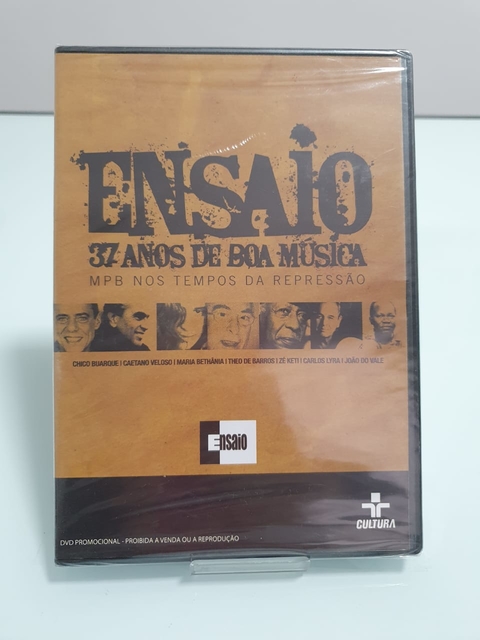 ENSAIO
37 ANOS DE BOA MÚSICA
MPB NOS TEMPOS DA REPRESSÃO
CHICO BUARQUE | CAETANO VELOSO | MARIA BETHÂNIA | THEO DE BARROS | ZÉ KETI | CARLOS LYRA | JOÃO DO VALE
Ensaio
CULTURA
DVD PROMOCIONAL - PROIBIDA A VENDA OU A REPRODUÇÃO